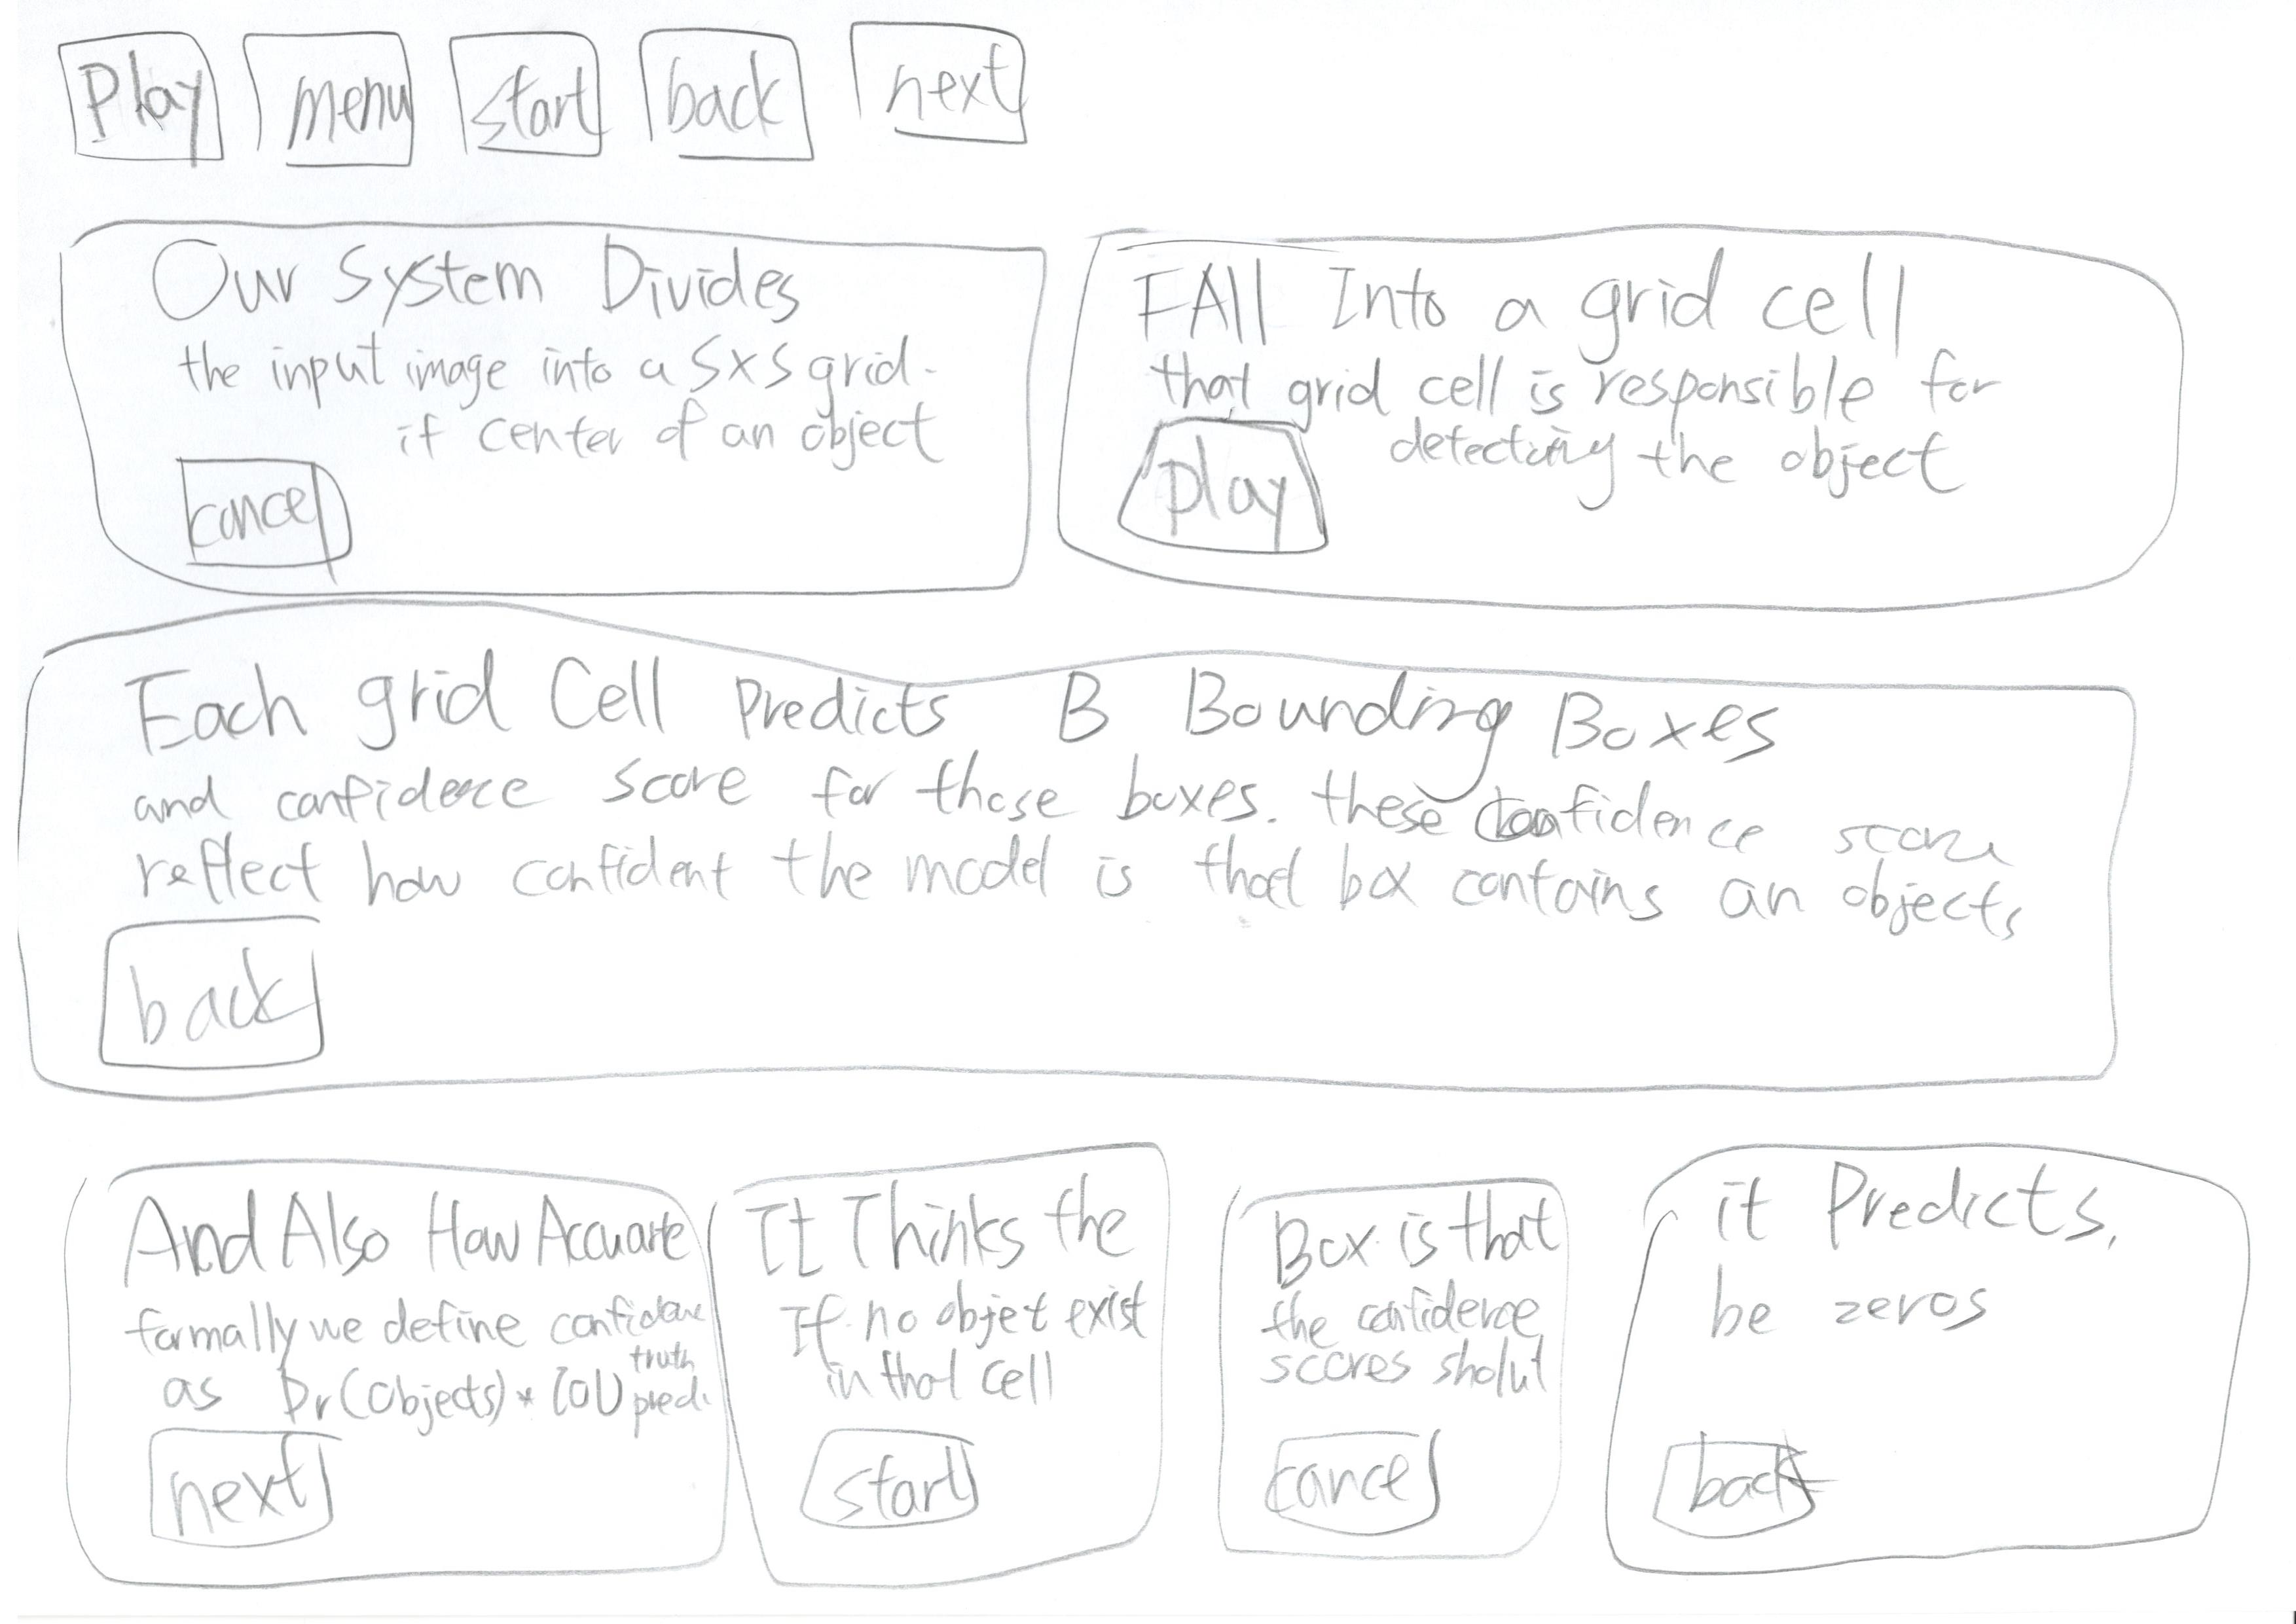 Play menu start back next
Our System Divides
the input image into a SXS grid.
if center of an object
cancel
FAll Into a grid cell
that grid cell is responsible for
detecting the object
play
Each grid Cell Predicts B Bounding Boxes
and confidence score for those boxes. these confidence score
reflect how confident the model is that box contains an objects
back
And Also How Accuarte
formally we define confidence
as Pr(Objects) * IOU truth pred.
next
It Thinks the
If no objet exist
in that cell
start
Box is that
the confidence
scores sholul
cancel
it Predicts,
be zeros
back